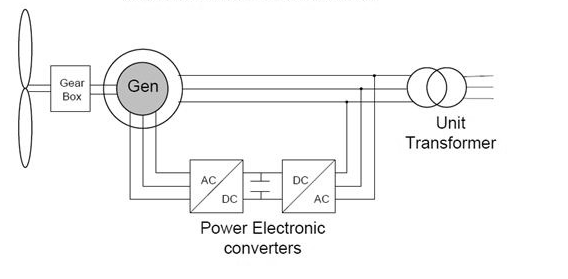 Gear
Box
Gen
Unit
Transformer
AC
DC
DC
AC
Power Electronic
converters